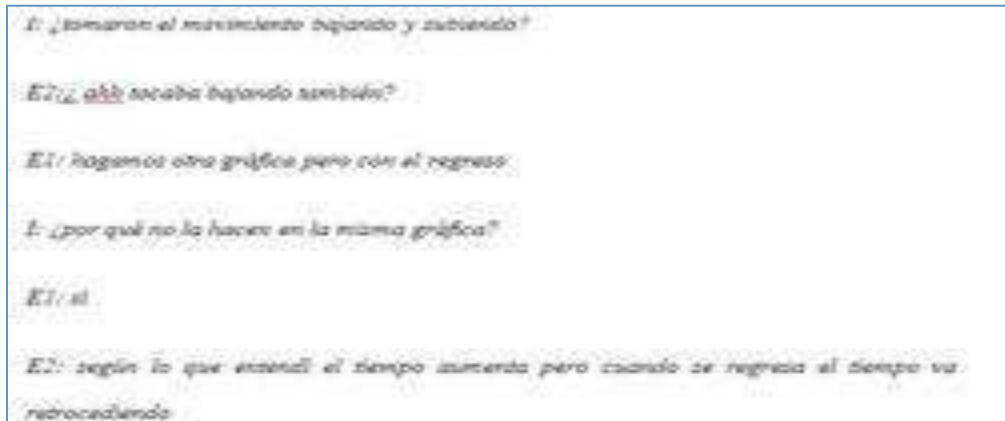 I: ¿tomaron el movimiento bajando y subiendo?
E2:¿ ahh tocaba bajando también?
E1: hagamos otra gráfica pero con el regreso
I: ¿por qué no la hacen en la misma gráfica?
E1: si
E2: según lo que entendí el tiempo aumenta pero cuando se regresa el tiempo va
retrocediendo